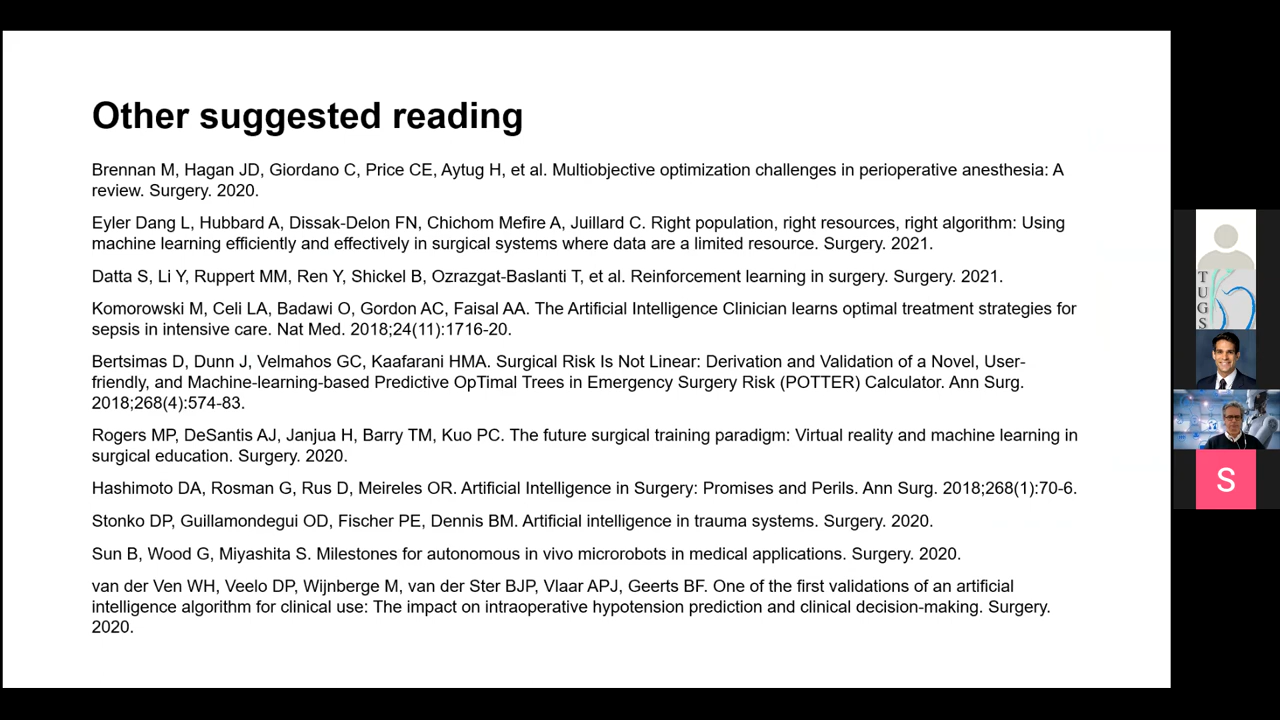 Other suggested reading
Brennan M, Hagan JD, Giordano C, Price CE, Aytug H, et al. Multiobjective optimization challenges in perioperative anesthesia: A
review. Surgery. 2020.
Eyler Dang L, Hubbard A, Dissak-Delon FN, Chichom Mefire A, Juillard C. Right population, right resources, right algorithm: Using
machine learning efficiently and effectively in surgical systems where data are a limited resource. Surgery. 2021.
Datta S, Li Y, Ruppert MM, Ren Y, Shickel B, Ozrazgat-Baslanti T, et al. Reinforcement learning in surgery. Surgery. 2021.
Komorowski M, Celi LA, Badawi O, Gordon AC, Faisal AA. The Artificial Intelligence Clinician learns optimal treatment strategies for
sepsis in intensive care. Nat Med. 2018;24(11):1716-20.
Bertsimas D, Dunn J, Velmahos GC, Kaafarani HMA. Surgical Risk Is Not Linear: Derivation and Validation of a Novel, User-
friendly, and Machine-learning-based Predictive OpTimal Trees in Emergency Surgery Risk (POTTER) Calculator. Ann Surg.
2018;268(4):574-83.
Rogers MP, DeSantis AJ, Janjua H, Barry TM, Kuo PC. The future surgical training paradigm: Virtual reality and machine learning in
surgical education. Surgery. 2020.
Hashimoto DA, Rosman G, Rus D, Meireles OR. Artificial Intelligence in Surgery: Promises and Perils. Ann Surg. 2018;268(1):70-6.
Stonko DP, Guillamondegui OD, Fischer PE, Dennis BM. Artificial intelligence in trauma systems. Surgery. 2020.
Sun B, Wood G, Miyashita S. Milestones for autonomous in vivo microrobots in medical applications. Surgery. 2020.
van der Ven WH, Veelo DP, Wijnberge M, van der Ster BJP, Vlaar APJ, Geerts BF. One of the first validations of an artificial
intelligence algorithm for clinical use: The impact on intraoperative hypotension prediction and clinical decision-making. Surgery.
2020.
TUGS
S